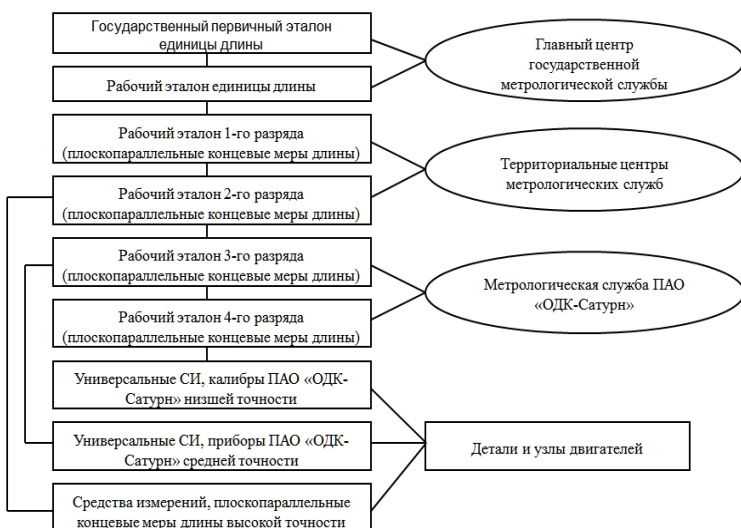 Государственный первичный эталон
единицы длины
Главный центр
государственной
метрологической службы
Рабочий эталон единицы длины
Рабочий эталон 1-го разряда
(плоскопараллельные концевые меры длины)
Территориальные центры
метрологических служб
Рабочий эталон 2-го разряда
(плоскопараллельные концевые меры длины)
Рабочий эталон 3-го разряда
(плоскопараллельные концевые меры длины)
Метрологическая служба ПАО
«ОДК-Сатурн»
Рабочий эталон 4-го разряда
(плоскопараллельные концевые меры длины)
Универсальные СИ, калибры ПАО «ОДК-
Сатурн» низшей точности
Универсальные СИ, приборы ПАО «ОДК-
Сатурн» средней точности
Детали и узлы двигателей
Средства измерений, плоскопараллельные
концевые меры длины высокой точности